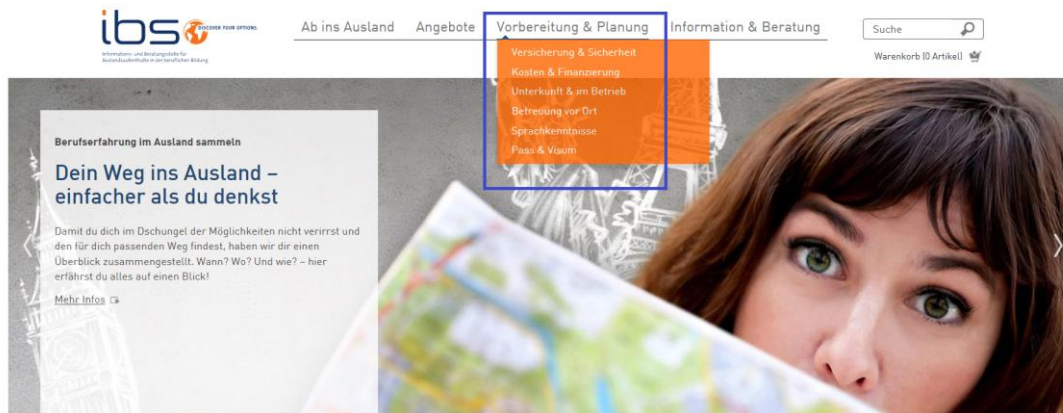 ibs DISCOVER YOUR OPTIONS
Informations- und Beratungsstelle für
Auslandsaufenthalte in der beruflichen Bildung
Ab ins Ausland Angebote Vorbereitung & Planung Information & Beratung
Suche
Warenkorb (0 Artikel)
Versicherung & Sicherheit
Kosten & Finanzierung
Unterkunft & im Betrieb
Betreuung vor Ort
Sprachkenntnisse
Pass & Visum
Berufserfahrung im Ausland sammeln
Dein Weg ins Ausland –
einfacher als du denkst
Damit du dich im Dschungel der Möglichkeiten nicht verirrst und
den für dich passenden Weg findest, haben wir dir einen
Überblick zusammengestellt. Wann? Wo? Und wie? – hier
erfährst du alles auf einen Blick!
Mehr Infos